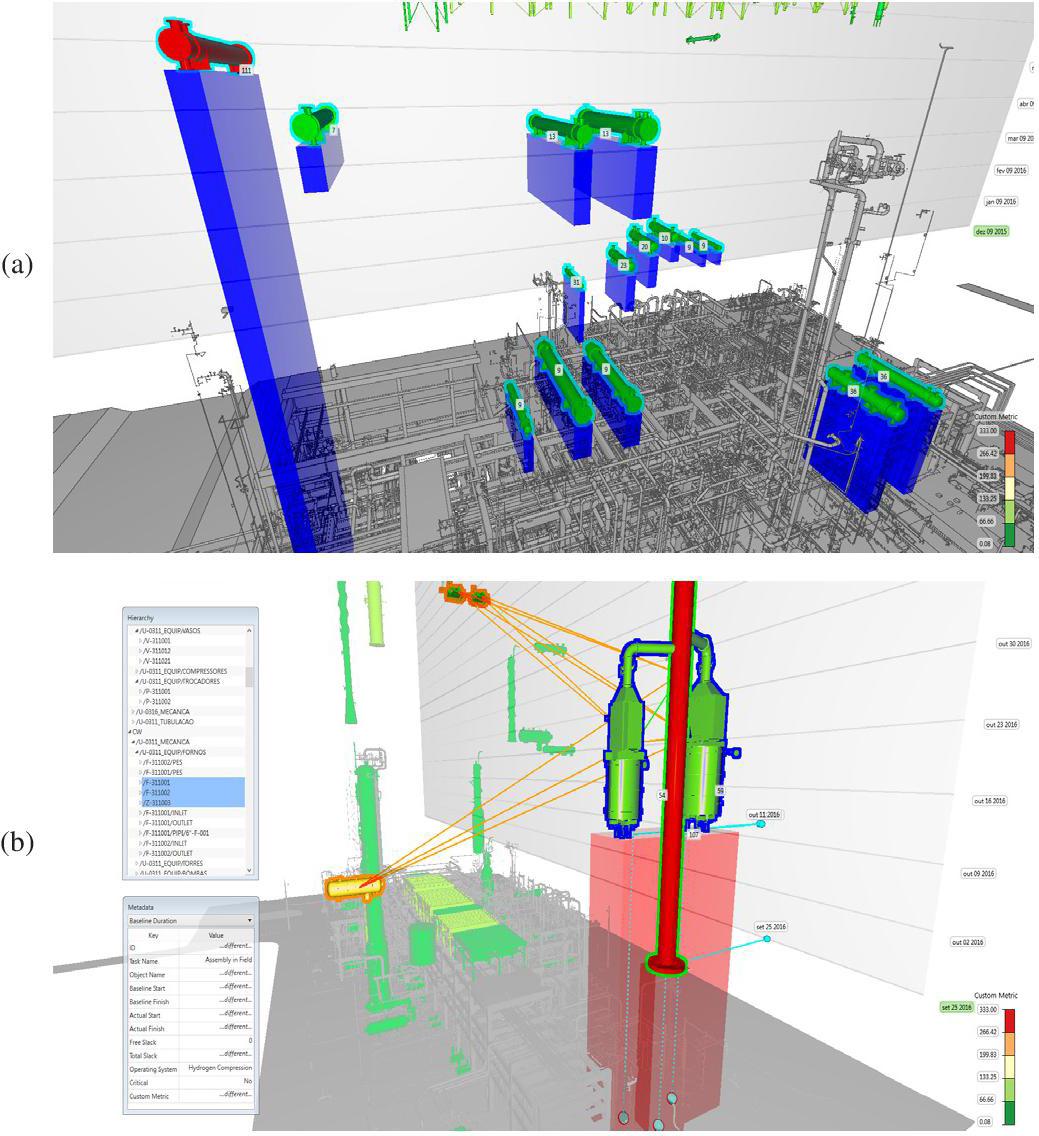 (a)
111
7
13
13
10
20
9
9
23
31
9
9
9
36
36
abr 0
mar 09 20
fev 09 2016
jan 09 2016
dez 09 2015
Custom Metric
333.00
266.42
199.83
133.25
66.66
0.08
(b)
Hierarchy
/U-0311_EQUIP/VASOS
/V-311001
/V-311012
/V-311021
/U-0311_EQUIP/COMPRESSORES
/U-0311_EQUIP/TROCADORES
/P-311001
/P-311002
/U-0316_MECANICA
/U-0311_TUBULACAO
CW
/U-0311_MECANICA
/U-0311_EQUIP/FORNOS
/F-311002/PES
/F-311001/PES
/F-311001
/F-311002
/Z-311003
/F-311001/INLIT
/F-311001/OUTLET
/F-311001/PIPI/6"-F-001
/F-311002/INLIT
/F-311002/OUTLET
/U-0311_EQUIP/TORRES
/U-0311_EQUIP/BOMBAS
Metadata
Baseline Duration
Key Value
ID ...different...
Task Name Assembly in Field
Object Name ...different...
Baseline Start ...different...
Baseline Finish ...different...
Actual Start ...different...
Actual Finish ...different...
Free Slack 0
Total Slack ...different...
Operating System Hydrogen Compression
Critical No
Custom Metric ...different...
54
59
107
out 11 2016
set 25 2016
out 30 2016
out 23 2016
out 16 2016
out 09 2016
out 02 2016
set 25 2016
Custom Metric
333.00
266.42
199.83
133.25
66.66
0.08